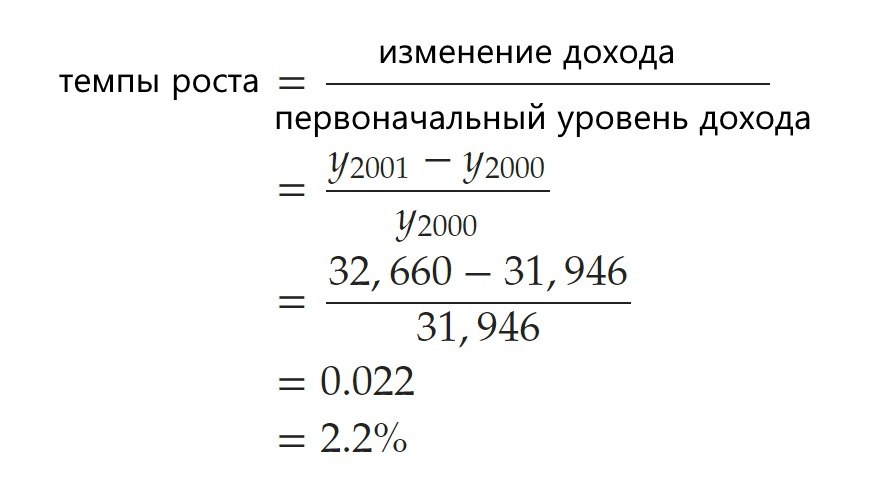 изменение дохода
темпы роста =
первоначальный уровень дохода
= y2001 − y2000
y2000
= 32,660 − 31,946
31,946
= 0.022
= 2.2%